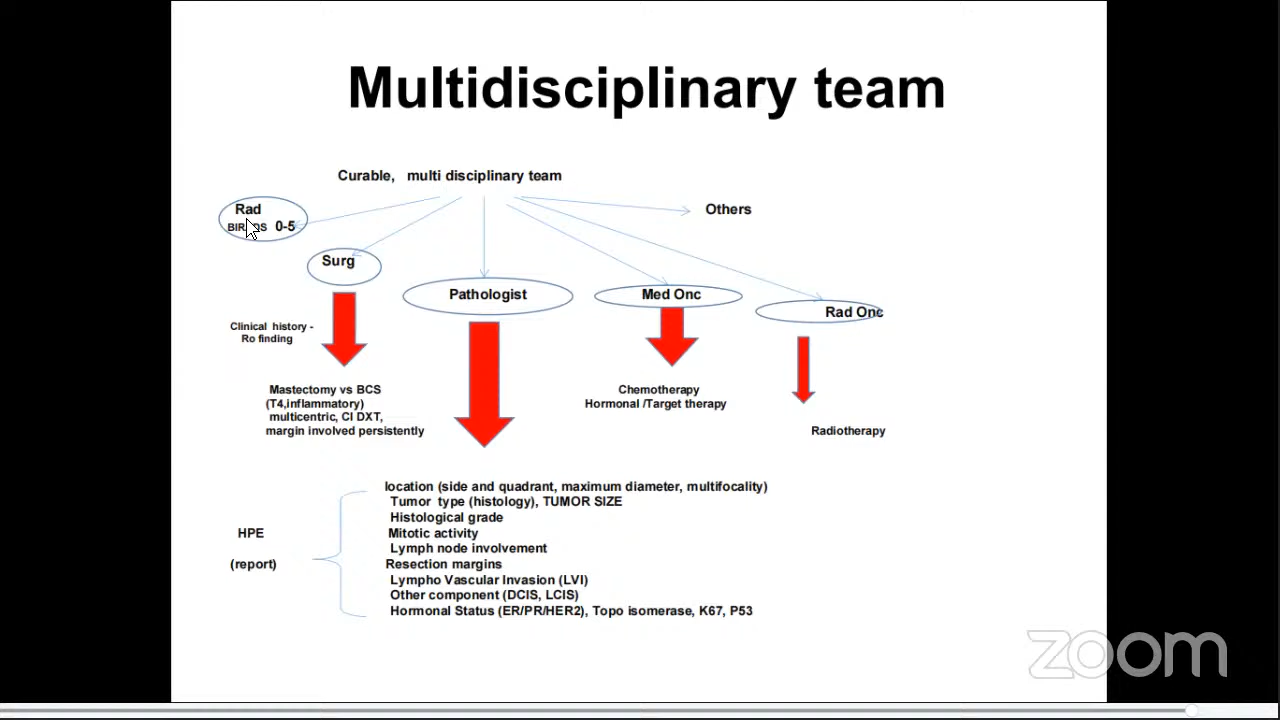 Multidisciplinary team
Curable, multi disciplinary team
Rad
0-5
Others
Surg
Pathologist
Med Onc
Rad Onc
Clinical history -
Ro finding
Mastectomy vs BCS
(T4,inflammatory)
multicentric, CI DXT,
margin involved persistently
Chemotherapy
Hormonal /Target therapy
Radiotherapy
HPE
(report)
location (side and quadrant, maximum diameter, multifocality)
Tumor type (histology), TUMOR SIZE
Histological grade
Mitotic activity
Lymph node involvement
Resection margins
Lympho Vascular Invasion (LVI)
Other component (DCIS, LCIS)
Hormonal Status (ER/PR/HER2), Topo isomerase, K67, P53
zoom